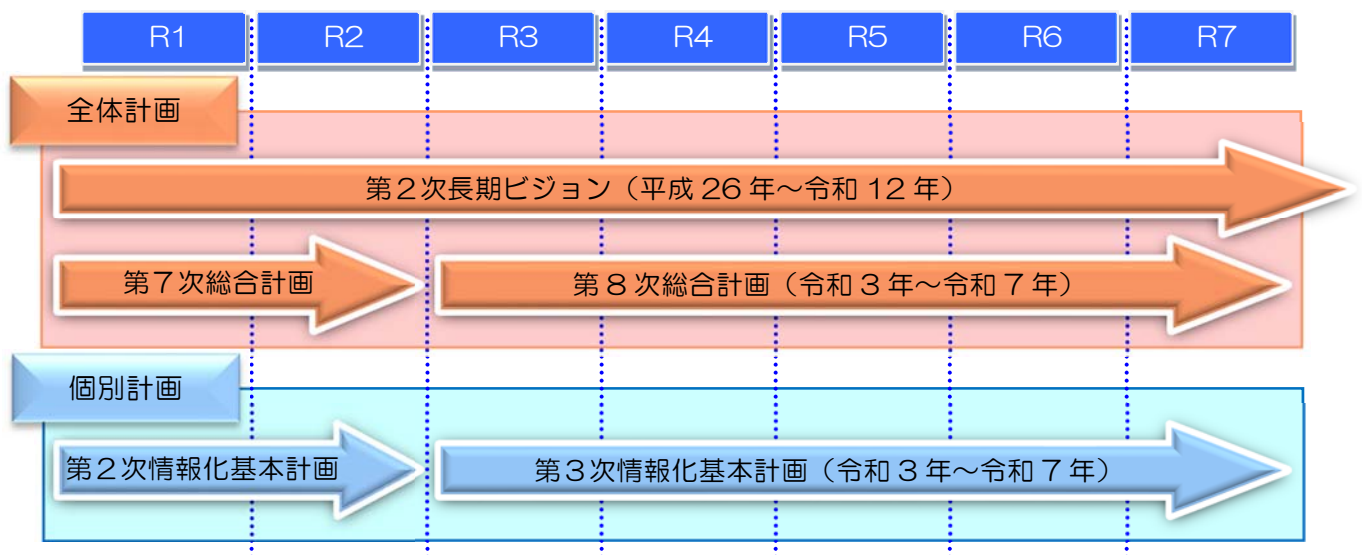 R1 R2 R3 R4 R5 R6 R7
全体計画
第2次長期ビジョン（平成 26 年～令和 12 年）
第7次総合計画 第8次総合計画（令和3年～令和7年）
個別計画
第2次情報化基本計画 第3次情報化基本計画（令和3年～令和7年）